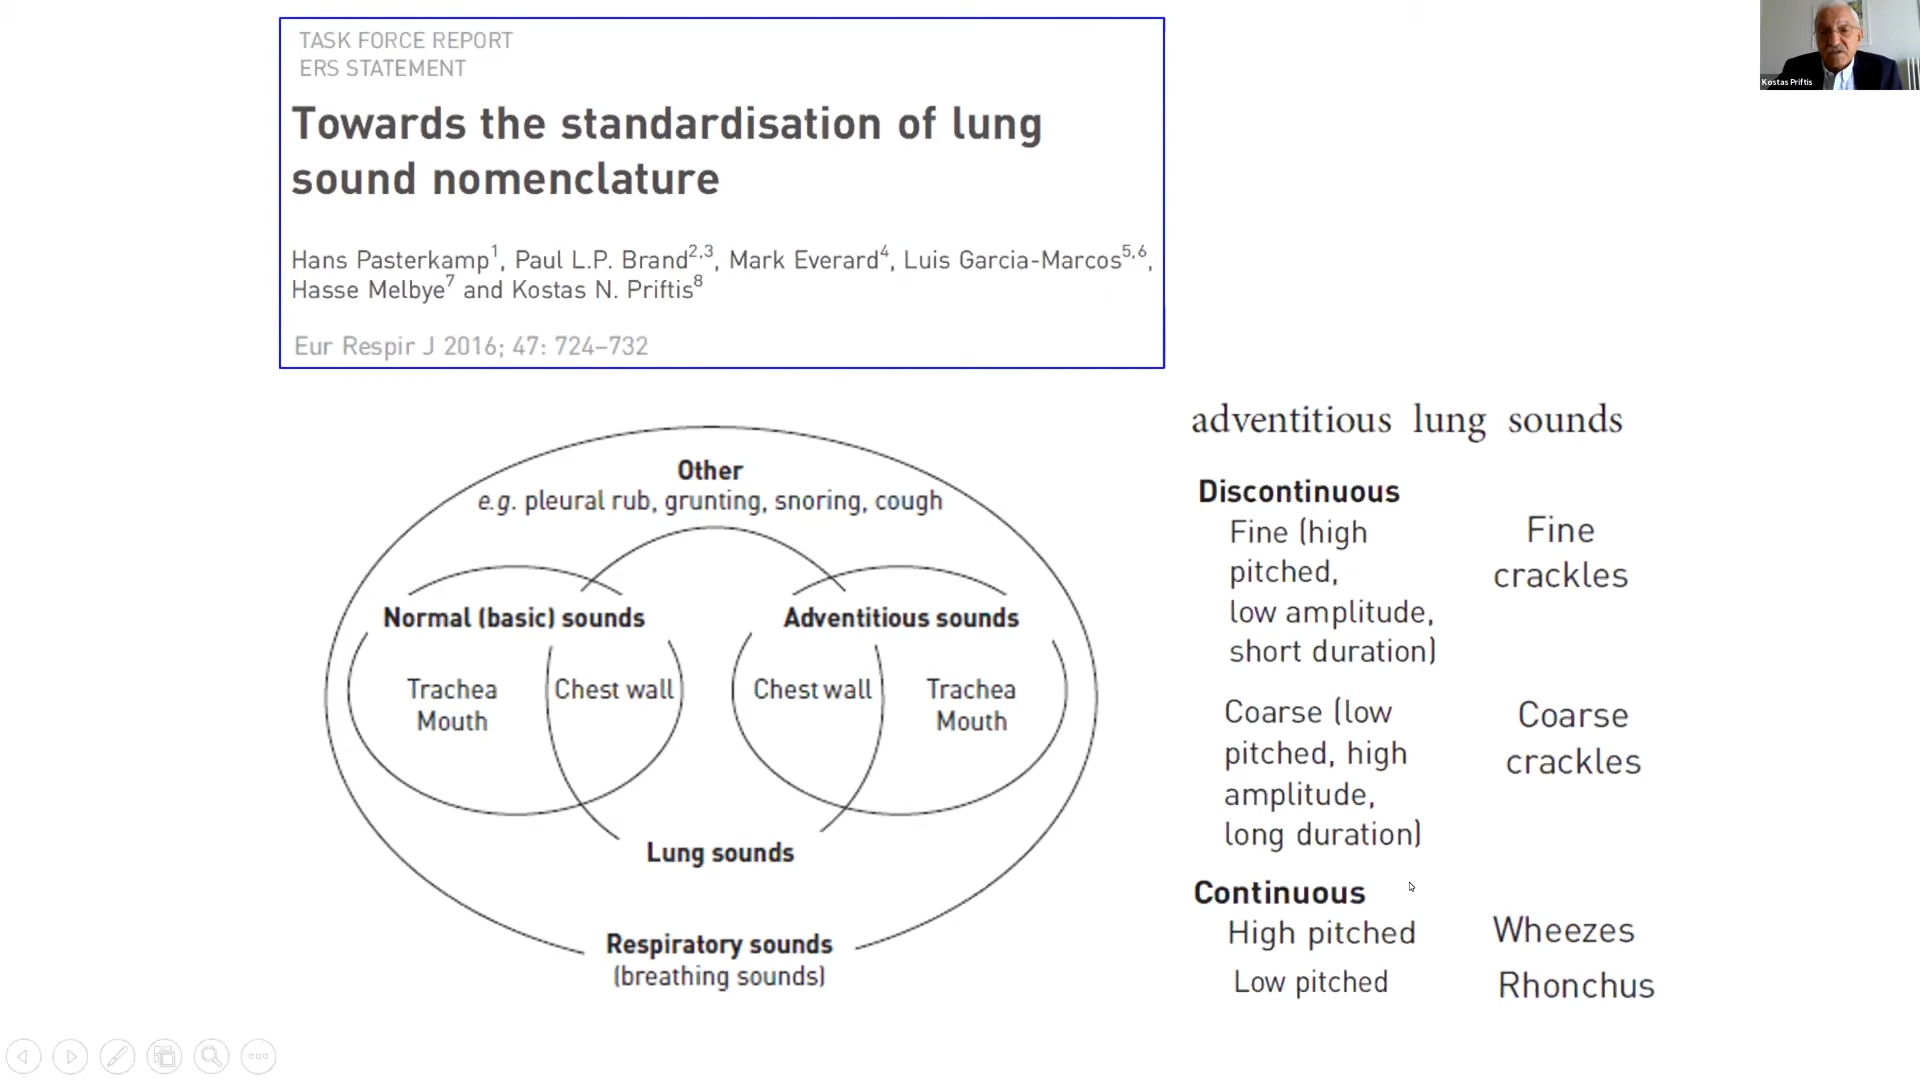 TASK FORCE REPORT
ERS STATEMENT
Towards the standardisation of lung
sound nomenclature
Hans Pasterkamp1, Paul L.P. Brand2,3, Mark Everard4, Luis Garcia-Marcos5,6,
Hasse Melbye7 and Kostas N. Priftis8
Eur Respir J 2016; 47: 724–732
Kostas Priftis
Other
e.g. pleural rub, grunting, snoring, cough
Normal (basic) sounds
Adventitious sounds
Trachea
Mouth
Chest wall
Chest wall
Trachea
Mouth
Lung sounds
Respiratory sounds
(breathing sounds)
adventitious lung sounds
Discontinuous
Fine (high
pitched,
low amplitude,
short duration)
Fine
crackles
Coarse (low
pitched, high
amplitude,
long duration)
Coarse
crackles
Continuous
High pitched
Wheezes
Low pitched
Rhonchus